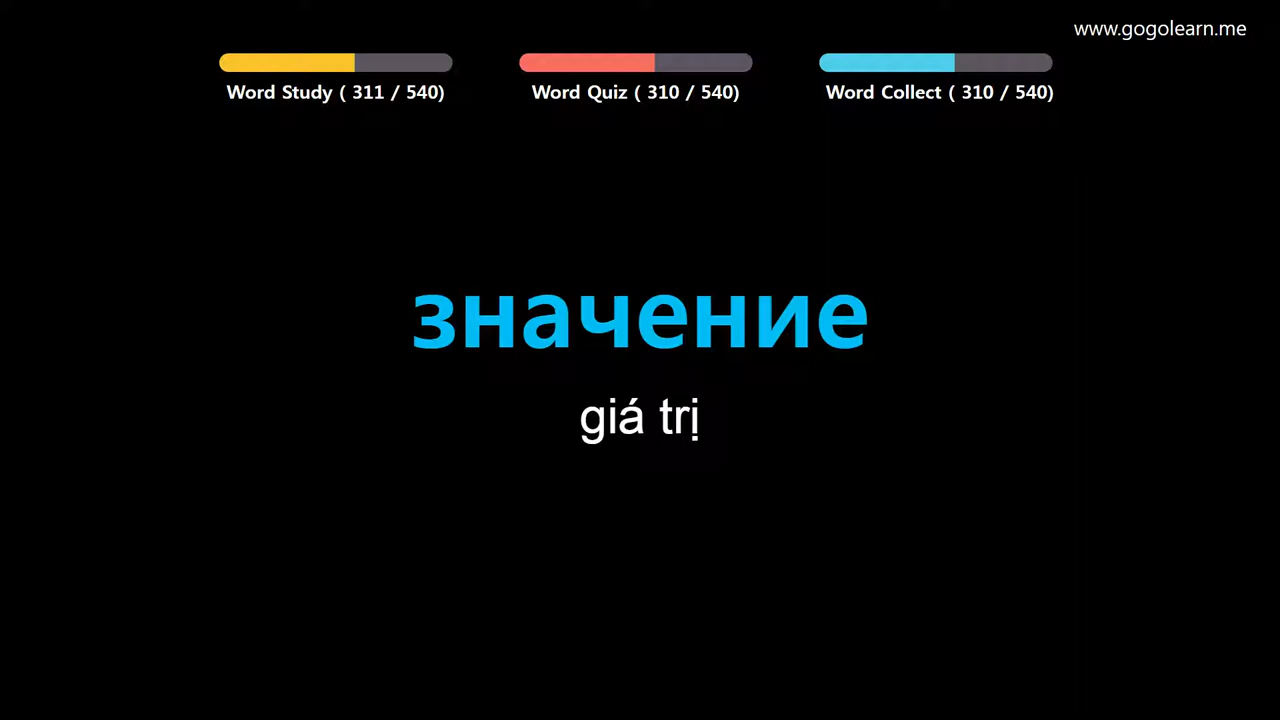 www.gogolearn.me
Word Study ( 311 / 540)
Word Quiz ( 310 / 540)
Word Collect ( 310 / 540)
значение
giá trị